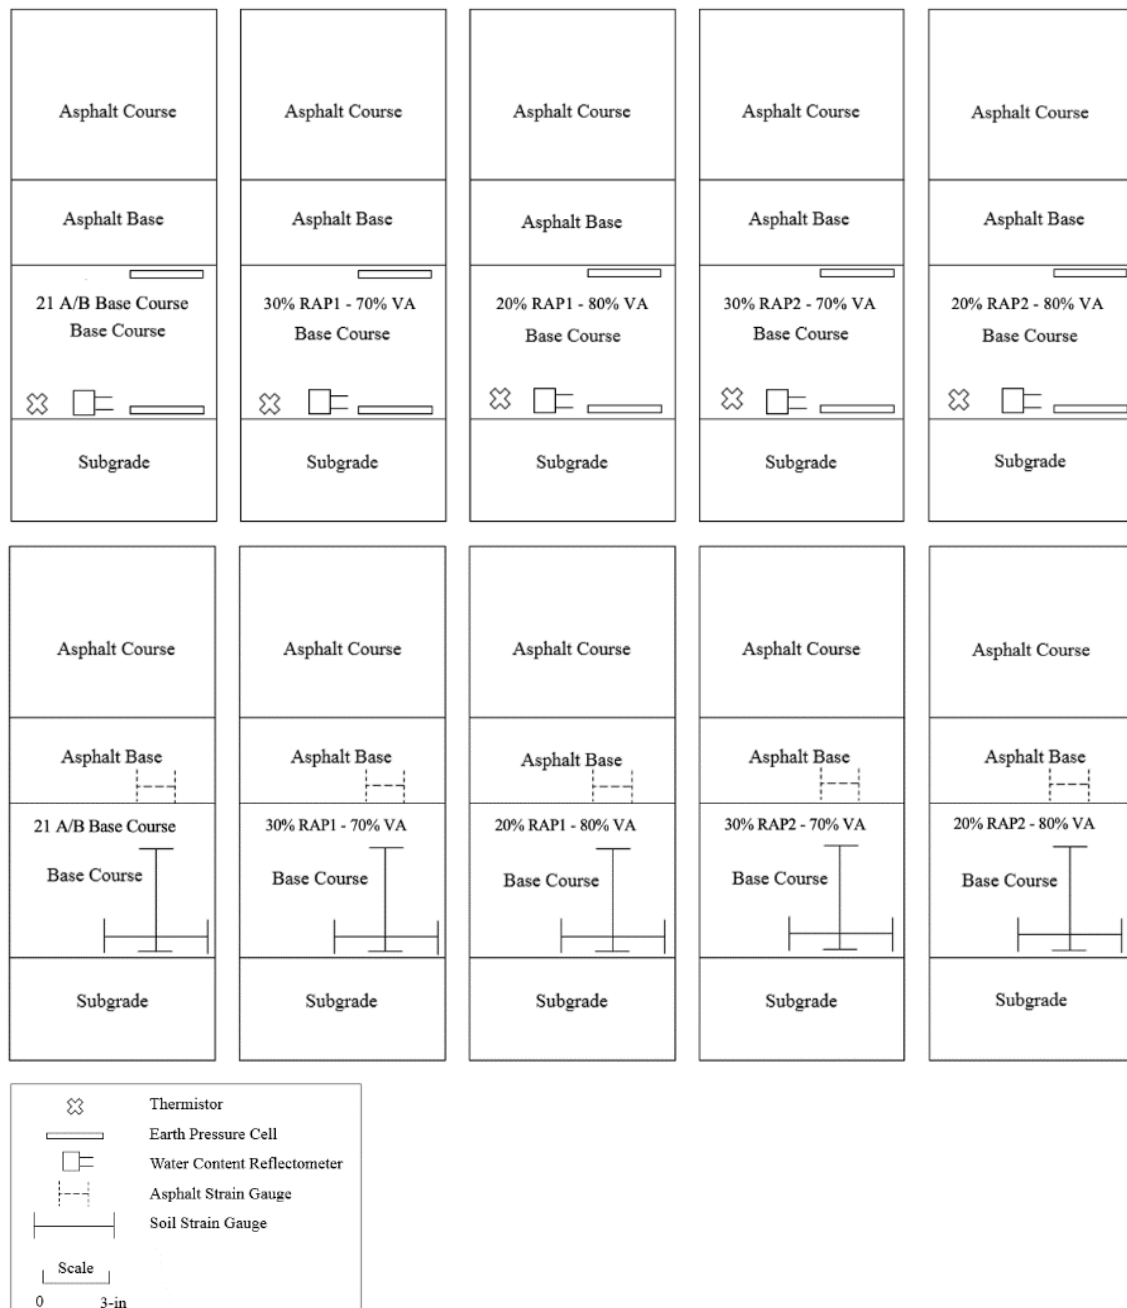 Asphalt Course
Asphalt Course
Asphalt Course
Asphalt Course
Asphalt Course
Asphalt Base
Asphalt Base
Asphalt Base
Asphalt Base
Asphalt Base
21 A/B Base Course
Base Course
30% RAP1 - 70% VA
Base Course
20% RAP1 - 80% VA
Base Course
30% RAP2 - 70% VA
Base Course
20% RAP2 - 80% VA
Base Course
Subgrade
Subgrade
Subgrade
Subgrade
Subgrade
Asphalt Course
Asphalt Course
Asphalt Course
Asphalt Course
Asphalt Course
Asphalt Base
Asphalt Base
Asphalt Base
Asphalt Base
Asphalt Base
21 A/B Base Course
Base Course
30% RAP1 - 70% VA
Base Course
20% RAP1 - 80% VA
Base Course
30% RAP2 - 70% VA
Base Course
20% RAP2 - 80% VA
Base Course
Subgrade
Subgrade
Subgrade
Subgrade
Subgrade
Thermistor
Earth Pressure Cell
Water Content Reflectometer
Asphalt Strain Gauge
Soil Strain Gauge
Scale
0 3-in